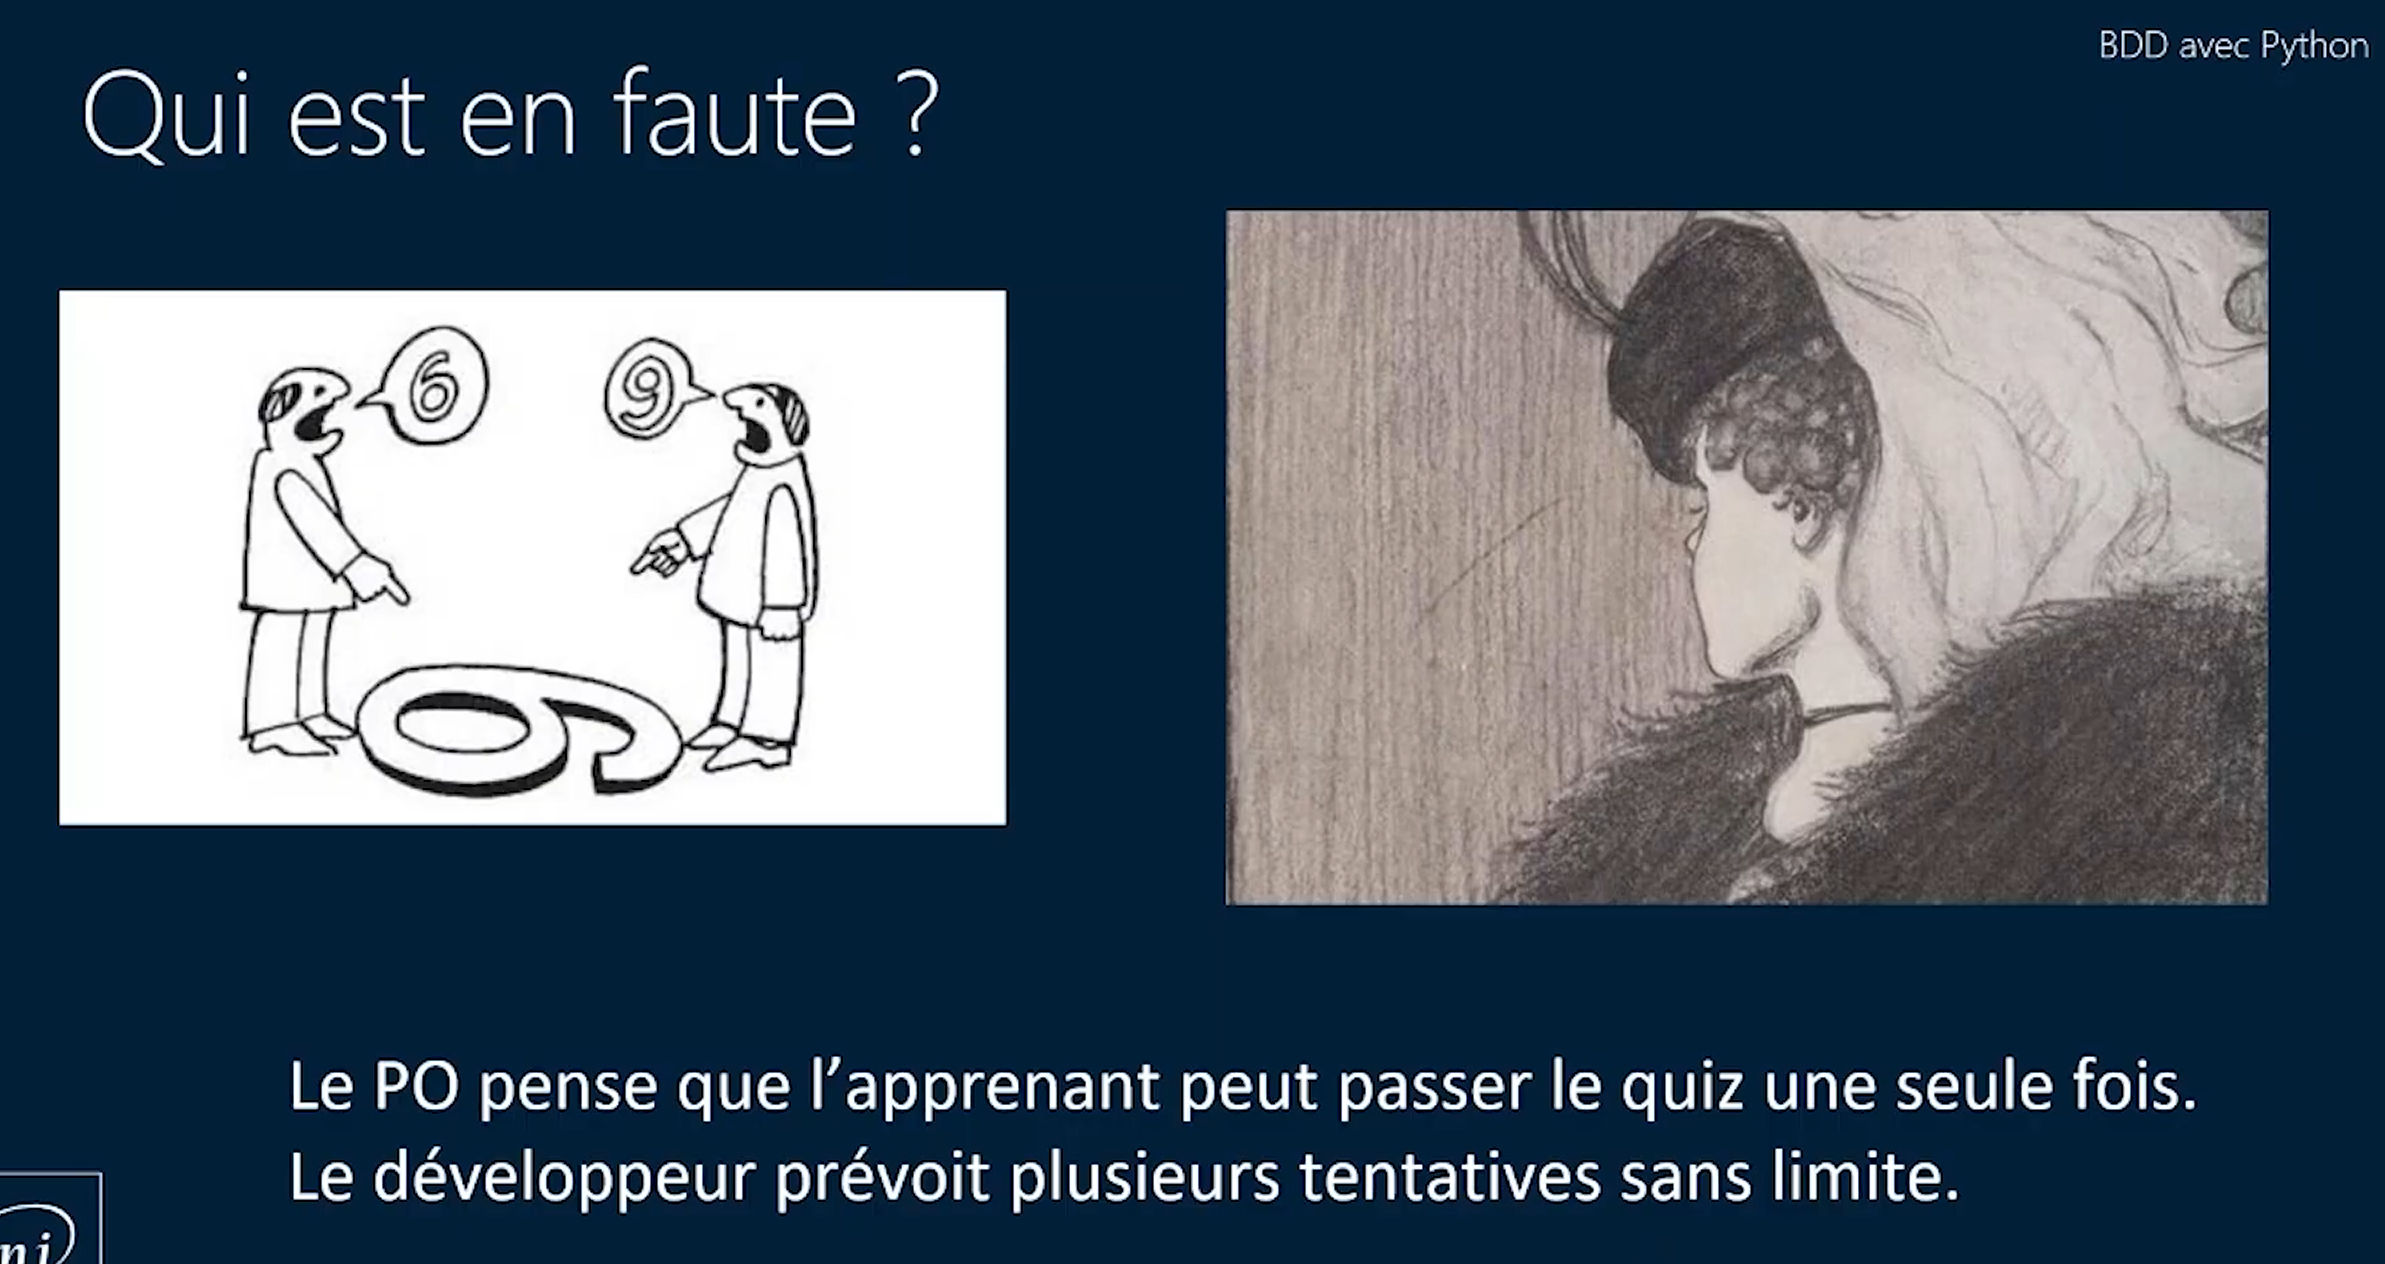 BDD avec Python
Qui est en faute ?
6
9
Le PO pense que l’apprenant peut passer le quiz une seule fois.
Le développeur prévoit plusieurs tentatives sans limite.
ni